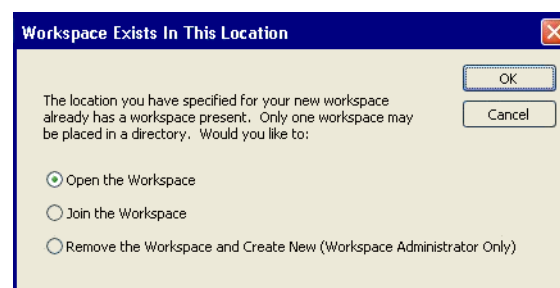 Workspace Exists In This Location
OK
The location you have specified for your new workspace
already has a workspace present. Only one workspace may
be placed in a directory. Would you like to:
Cancel
Open the Workspace
Join the Workspace
Remove the Workspace and Create New (Workspace Administrator Only)